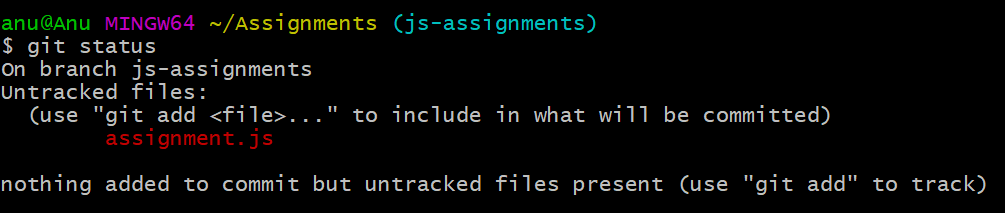 anu@Anu MINGW64 ~/Assignments (js-assignments)
$ git status
On branch js-assignments
Untracked files:
  (use "git add <file>..." to include in what will be committed)
        assignment.js

nothing added to commit but untracked files present (use "git add" to track)